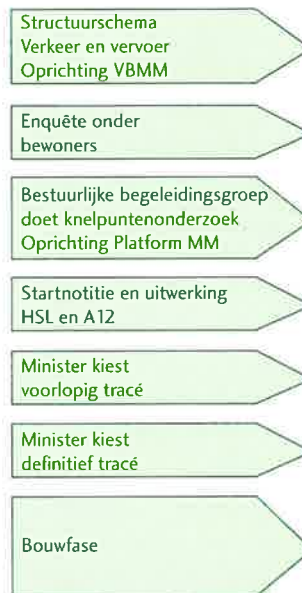 Structuurschema
Verkeer en vervoer
Oprichting VBMM
Enquête onder
bewoners
Bestuurlijke begeleidingsgroep
doet knelpuntenonderzoek
Oprichting Platform MM
Startnotitie en uitwerking
HSL en A12
Minister kiest
voorlopig tracé
Minister kiest
definitief tracé
Bouwfase